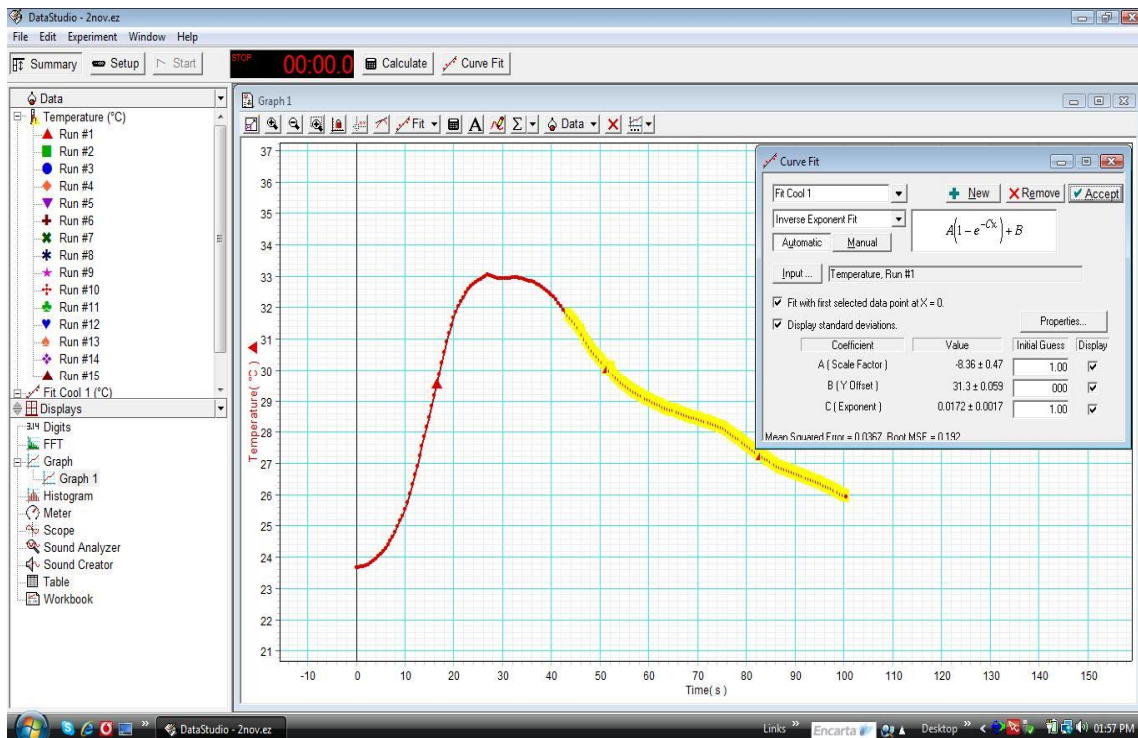 DataStudio - 2nov.ez
File Edit Experiment Window Help
Summary Setup Start STOP 00:00.0 Calculate Curve Fit
Data
Temperature (°C)
Run #1
Run #2
Run #3
Run #4
Run #5
Run #6
Run #7
Run #8
Run #9
Run #10
Run #11
Run #12
Run #13
Run #14
Run #15
Fit Cool 1 (°C)
Displays
3.14 Digits
FFT
Graph
Graph 1
Histogram
Meter
Scope
Sound Analyzer
Sound Creator
Table
Workbook
Graph 1
Fit A Σ Data
37
36
35
34
33
32
31
30
29
28
27
26
25
24
23
22
21
Temperature( °C )
-10 0 10 20 30 40 50 60 70 80 90 100 110 120 130 140 150
Time( s )
Curve Fit
Fit Cool 1 New Remove Accept
Inverse Exponent Fit A(1 - e^-Cx) + B
Automatic Manual
Input ... Temperature, Run #1
Fit with first selected data point at X = 0.
Display standard deviations. Properties...
Coefficient Value Initial Guess Display
A ( Scale Factor ) -8.36 ± 0.47 1.00
B ( Y Offset ) 31.3 ± 0.059 000
C ( Exponent ) 0.0172 ± 0.0017 1.00
Mean Squared Error = 0.0367, Root MSE = 0.192
DataStudio - 2nov.ez Links Encarta Desktop 01:57 PM